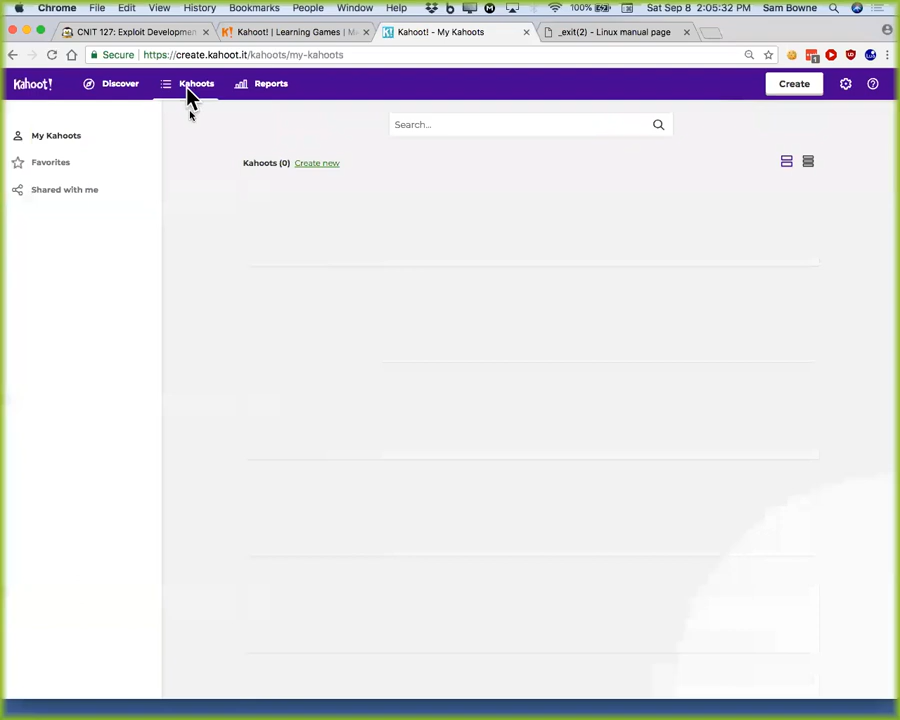 Chrome File Edit View History Bookmarks People Window Help 100% Sat Sep 8 2:05:32 PM Sam Bowne
CNIT 127: Exploit Developmen × Kahoot! | Learning Games | M × Kahoot! - My Kahoots × _exit(2) - Linux manual page ×
Secure https://create.kahoot.it/kahoots/my-kahoots
Kahoot! Discover Kahoots Reports Create
Search...
My Kahoots
Kahoots (0) Create new
Favorites
Shared with me